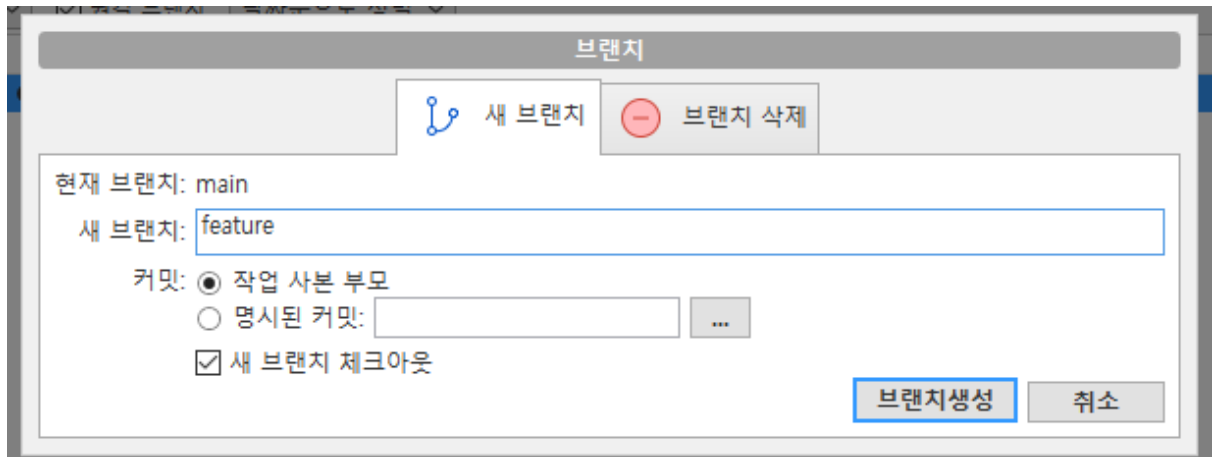 브랜치
새 브랜치
브랜치 삭제
현재 브랜치: main
새 브랜치: feature
커밋: 작업 사본 부모
명시된 커밋: ...
새 브랜치 체크아웃
브랜치생성 취소